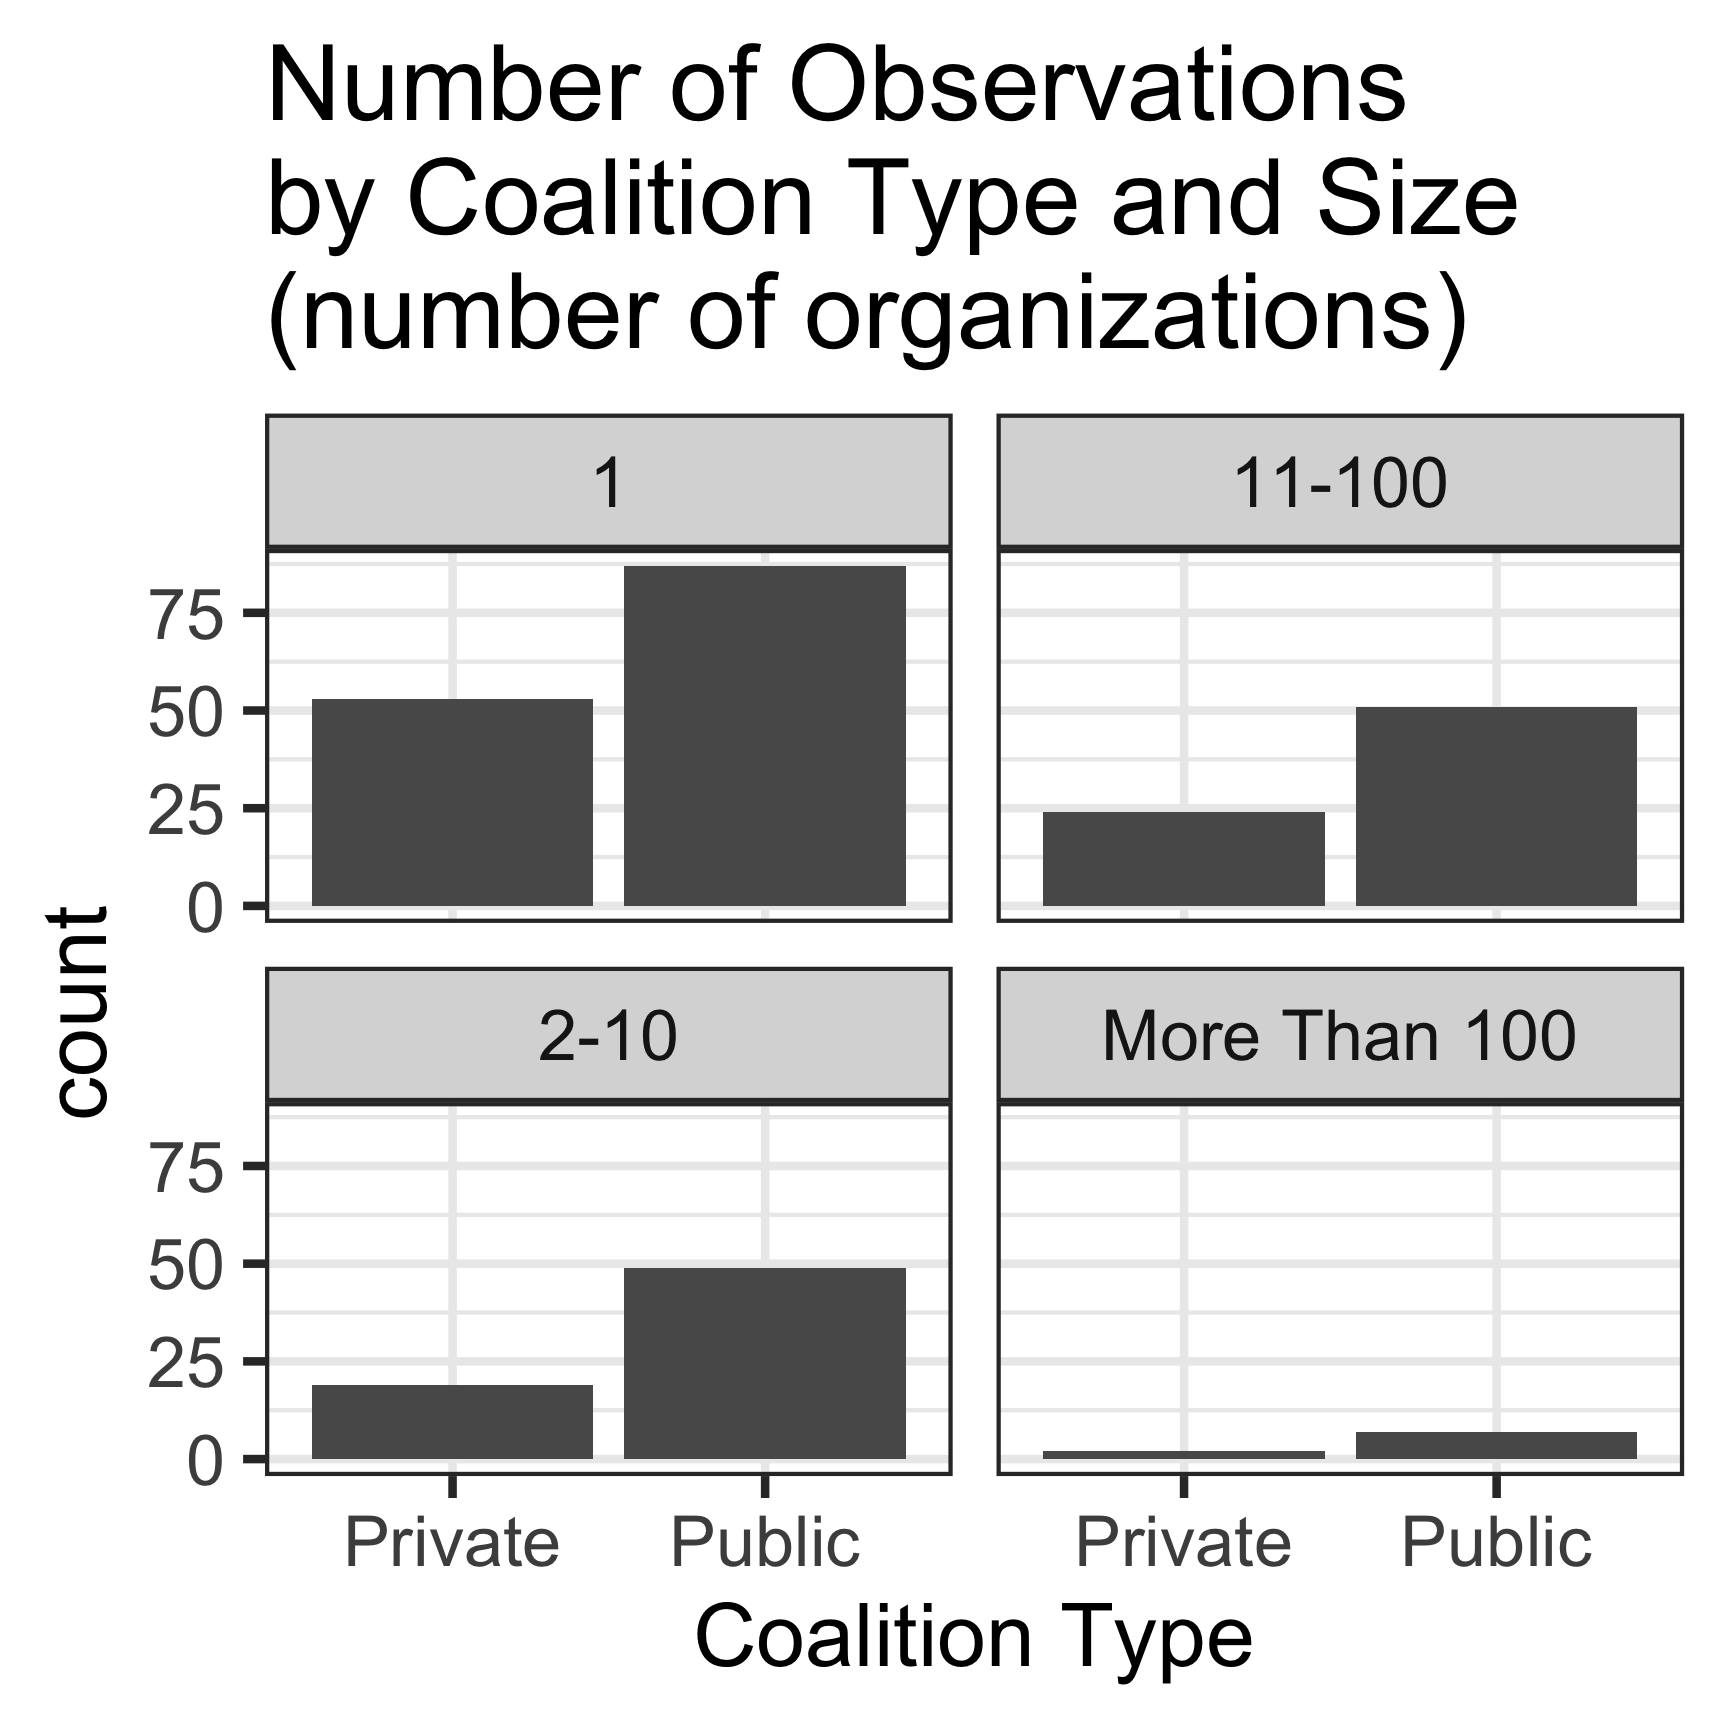 Number of Observations
by Coalition Type and Size
(number of organizations)
1
11-100
75
50
25
0
count
2-10
More Than 100
75
50
25
0
Private
Public
Private
Public
Coalition Type